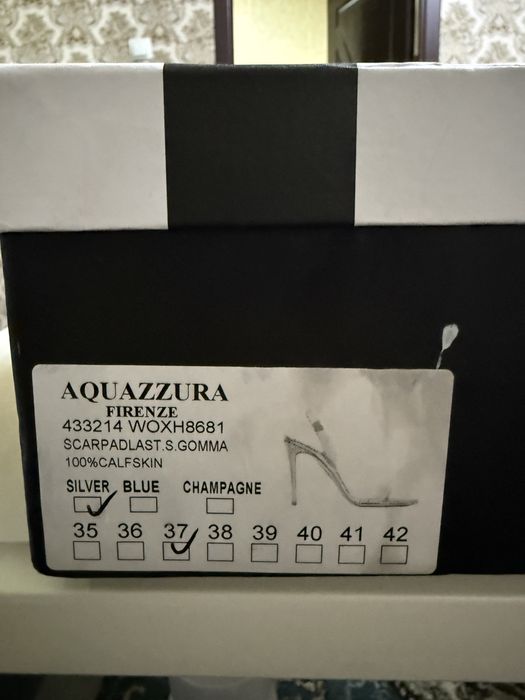 AQUAZZURA
FIRENZE
433214 WOXH8681
SCARPADLAST.S.GOMMA
100%CALFSKIN
SILVER BLUE CHAMPAGNE
35 36 37 38 39 40 41 42